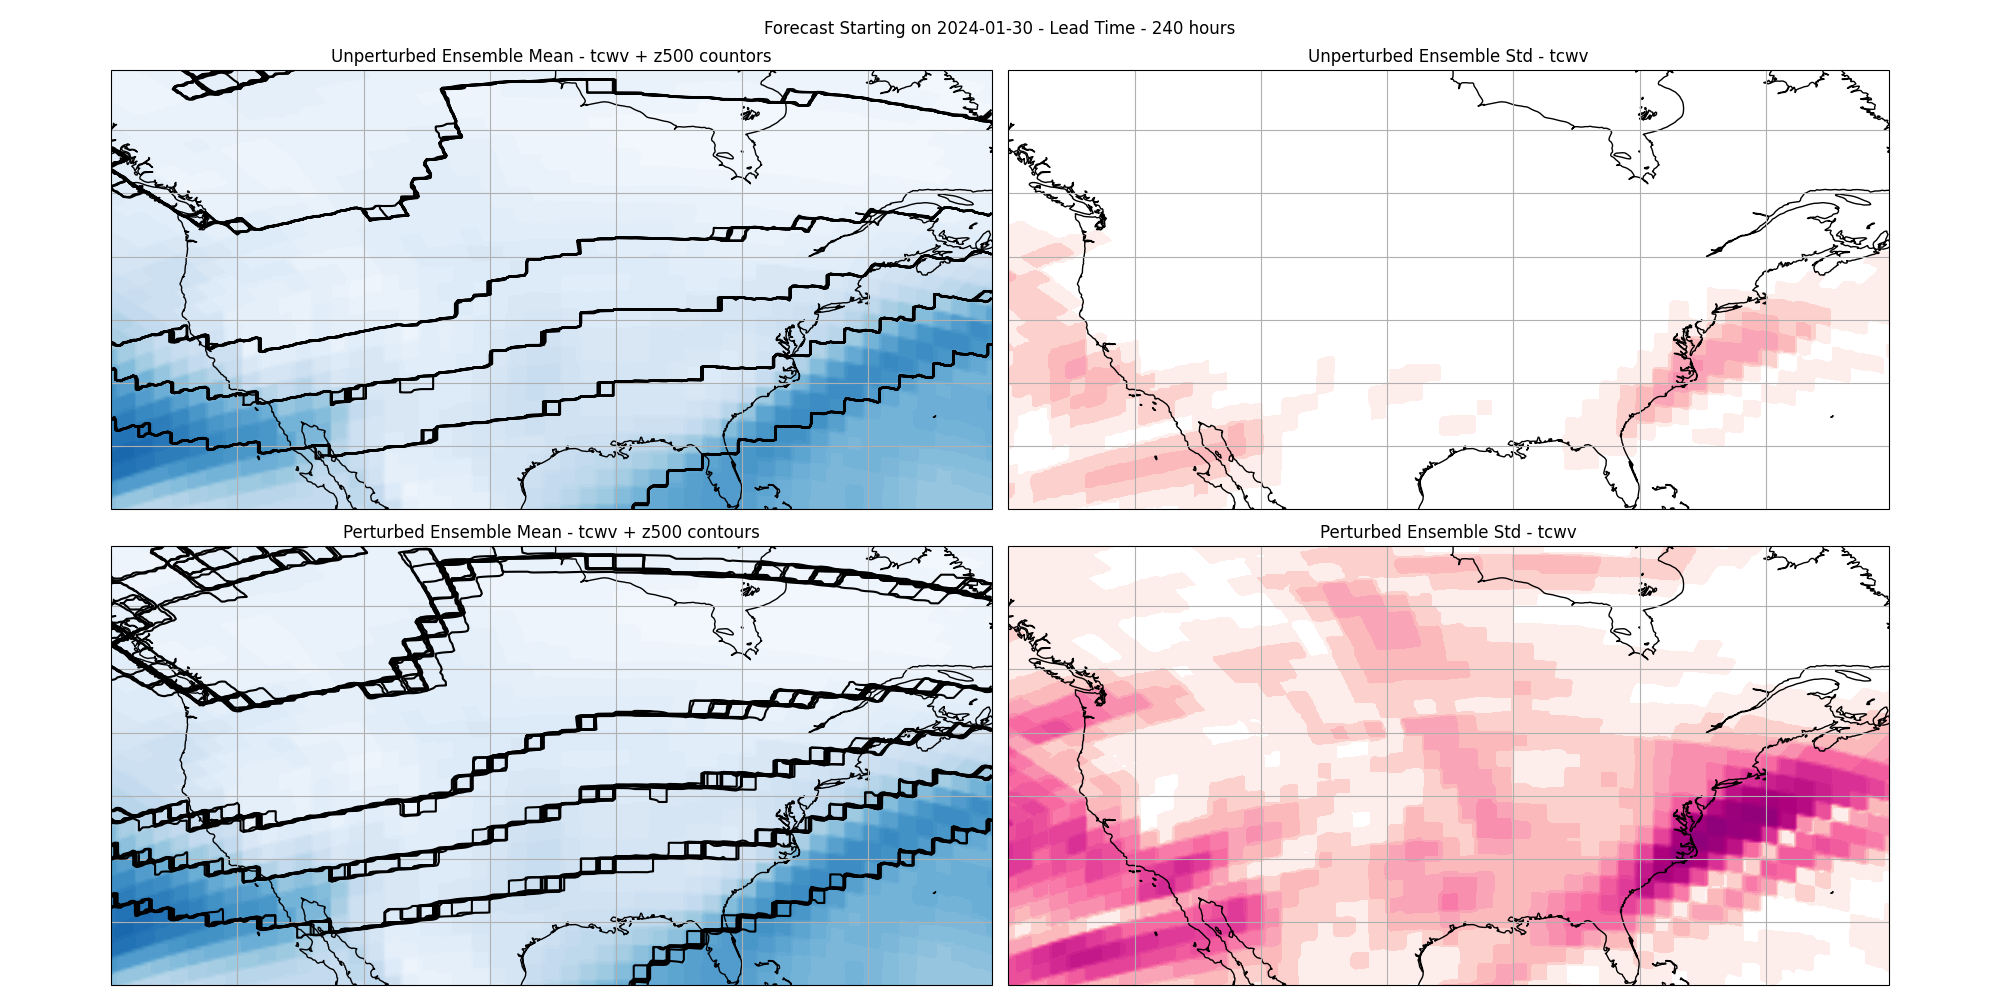 Forecast Starting on 2024-01-30 - Lead Time - 240 hours
Unperturbed Ensemble Mean - tcwv + z500 countors
Unperturbed Ensemble Std - tcwv
Perturbed Ensemble Mean - tcwv + z500 contours
Perturbed Ensemble Std - tcwv